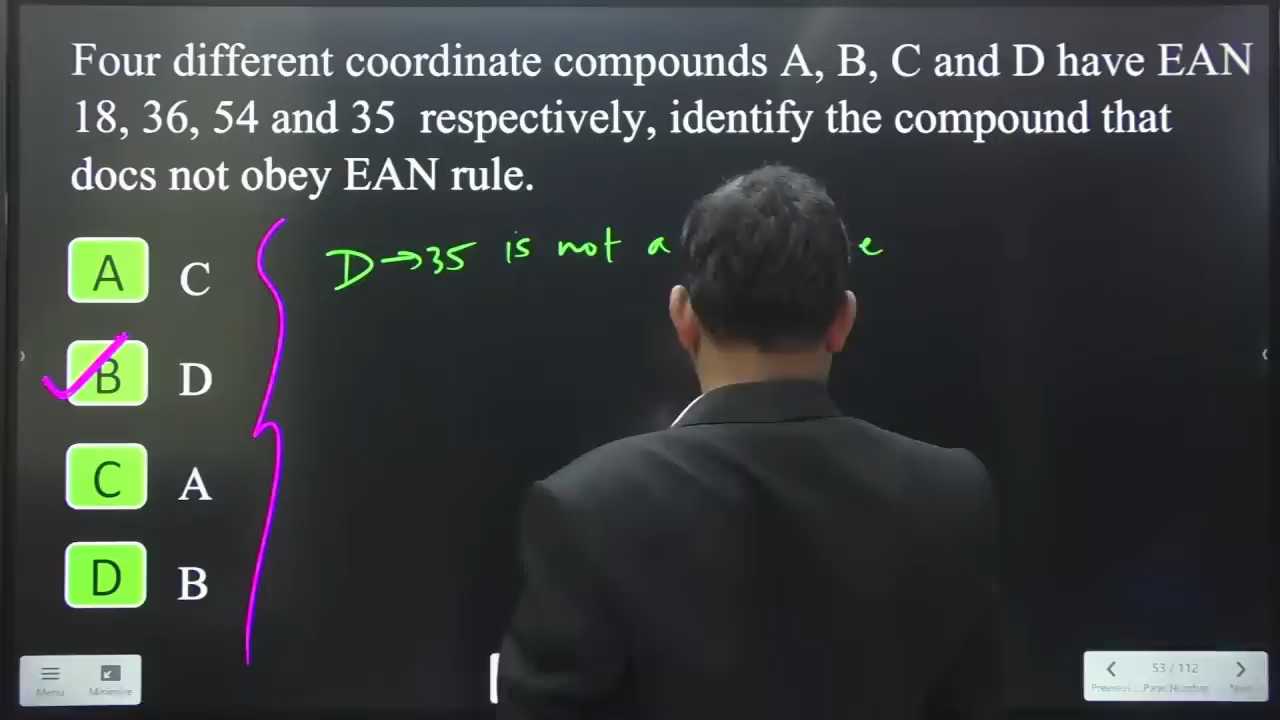 Four different coordinate compounds A, B, C and D have EAN
18, 36, 54 and 35 respectively, identify the compound that
docs not obey EAN rule.
D→35 is not a e
A C
B D
C A
D B
Menu
Minimise
53 / 112
Previous ... Page Number Next